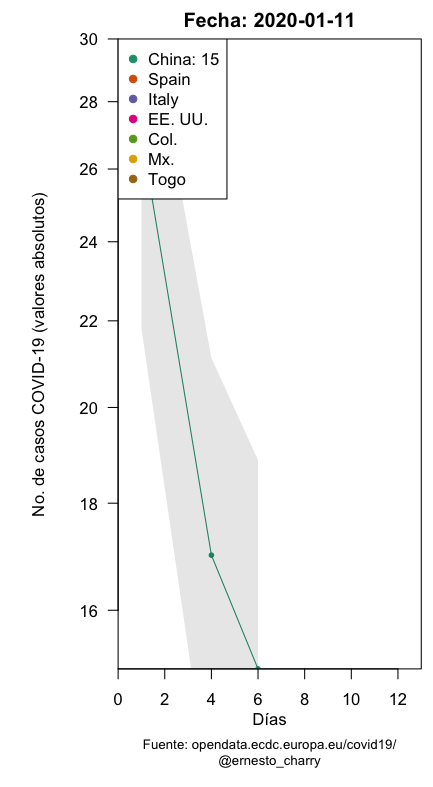 Fecha: 2020-01-11
30
28
26
24
22
20
18
16
No. de casos COVID-19 (valores absolutos)
China: 15
Spain
Italy
EE. UU.
Col.
Mx.
Togo
0 2 4 6 8 10 12
Días
Fuente: opendata.ecdc.europa.eu/covid19/
@ernesto_charry